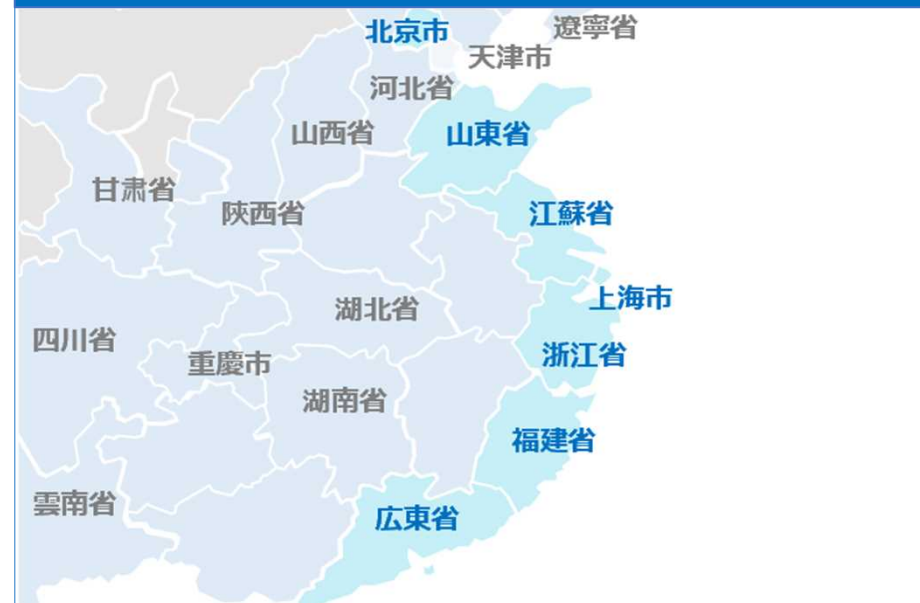 北京市
遼寧省
天津市
河北省
山西省
山東省
甘粛省
陝西省
江蘇省
上海市
湖北省
四川省
浙江省
重慶市
湖南省
福建省
雲南省
広東省